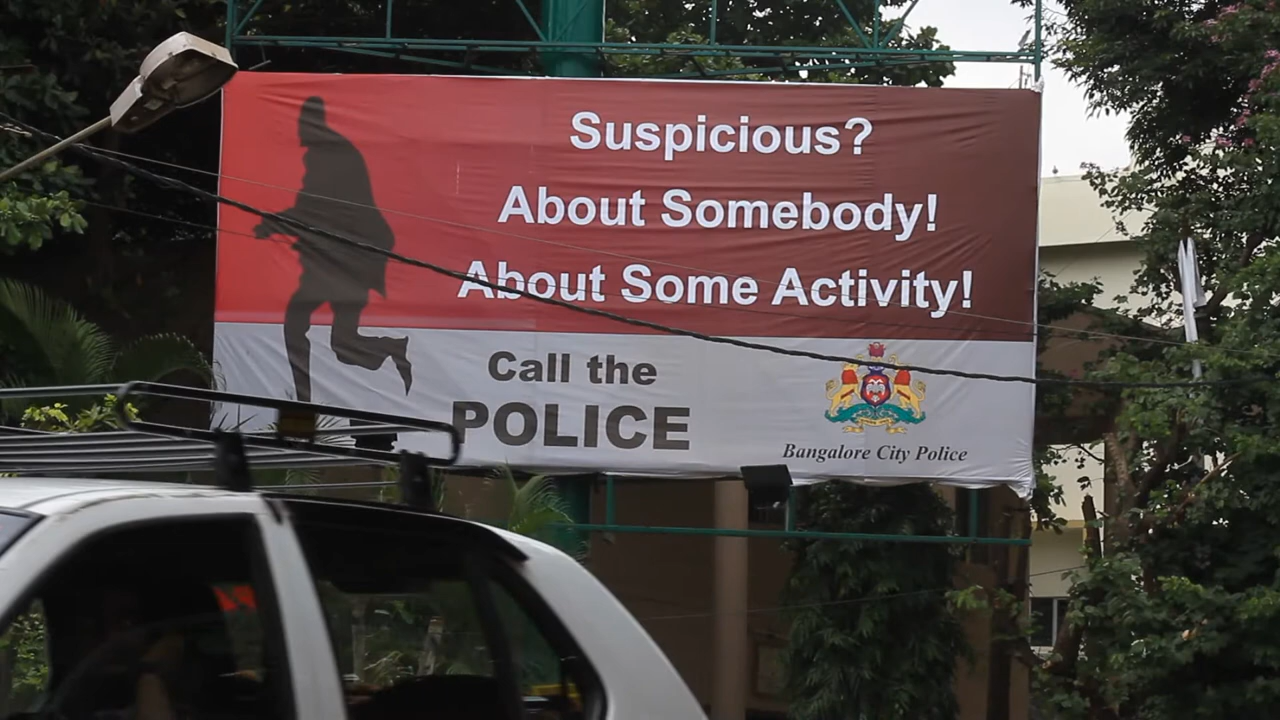 Suspicious?
About Somebody!
About Some Activity!
Call the
POLICE
Bangalore City Police